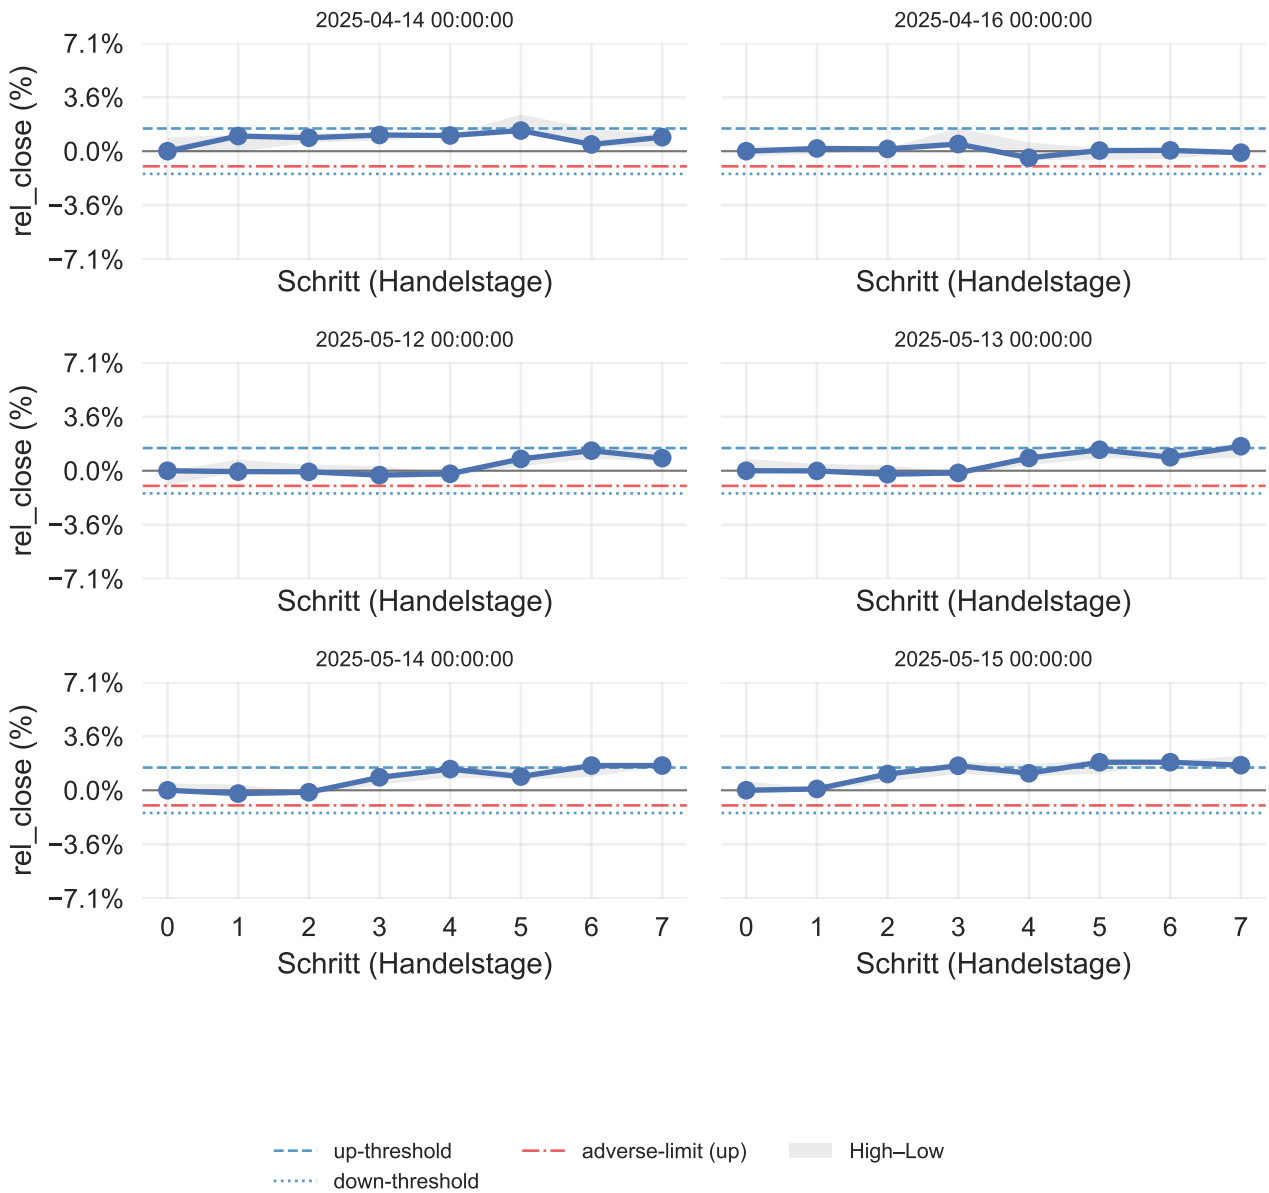 2025-04-14 00:00:00
2025-04-16 00:00:00
rel_close (%)
7.1%
3.6%
0.0%
−3.6%
−7.1%
Schritt (Handelstage)
Schritt (Handelstage)
2025-05-12 00:00:00
2025-05-13 00:00:00
rel_close (%)
7.1%
3.6%
0.0%
−3.6%
−7.1%
Schritt (Handelstage)
Schritt (Handelstage)
2025-05-14 00:00:00
2025-05-15 00:00:00
rel_close (%)
7.1%
3.6%
0.0%
−3.6%
−7.1%
0 1 2 3 4 5 6 7
0 1 2 3 4 5 6 7
Schritt (Handelstage)
Schritt (Handelstage)
up-threshold
adverse-limit (up)
High–Low
down-threshold